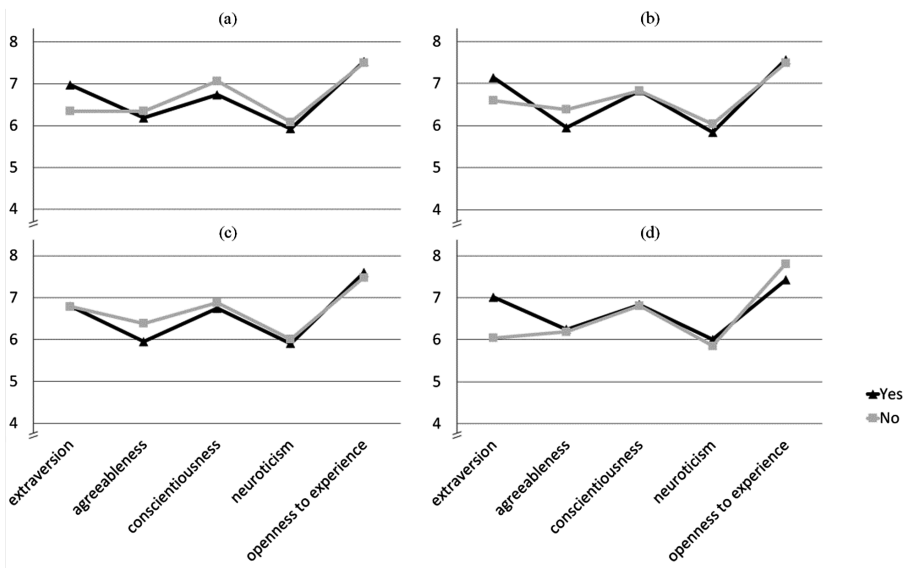 (a)
8
7
6
5
4
(b)
8
7
6
5
4
(c)
8
7
6
5
4
extraversion
agreeableness
conscientiousness
neuroticism
openness to experience
(d)
8
7
6
5
4
extraversion
agreeableness
conscientiousness
neuroticism
openness to experience
Yes
No